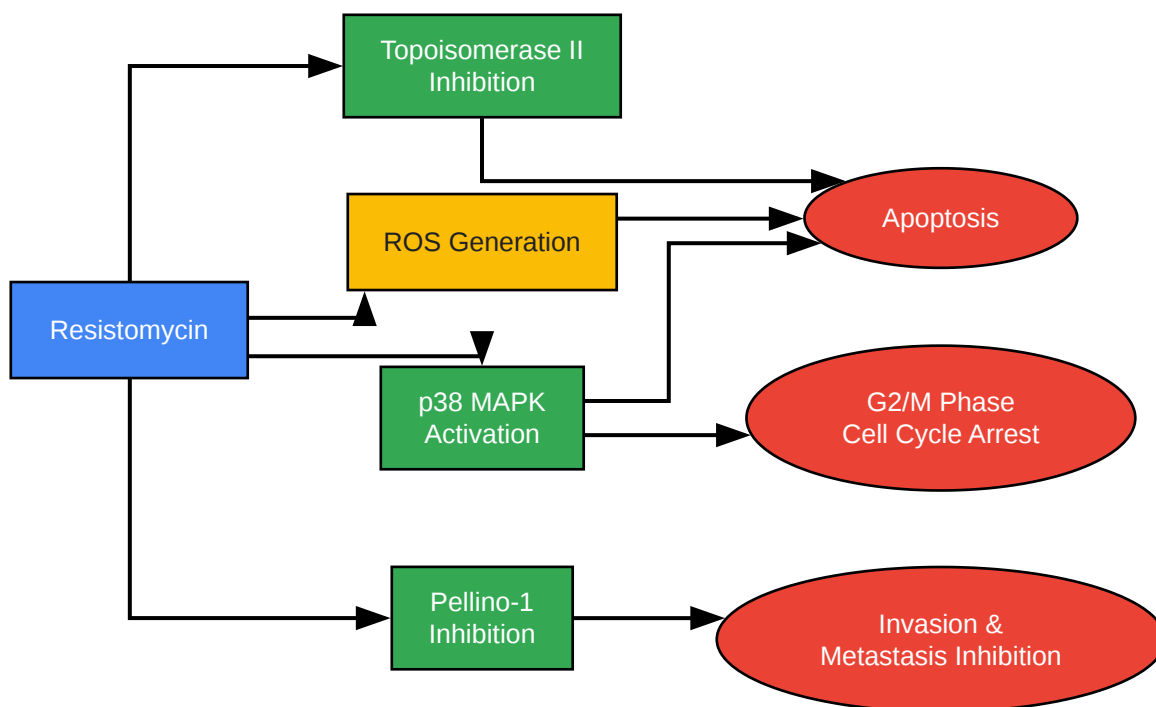 Topoisomerase II
Inhibition
Apoptosis
ROS Generation
Resistomycin
p38 MAPK
Activation
G2/M Phase
Cell Cycle Arrest
Pellino-1
Inhibition
Invasion &
Metastasis Inhibition